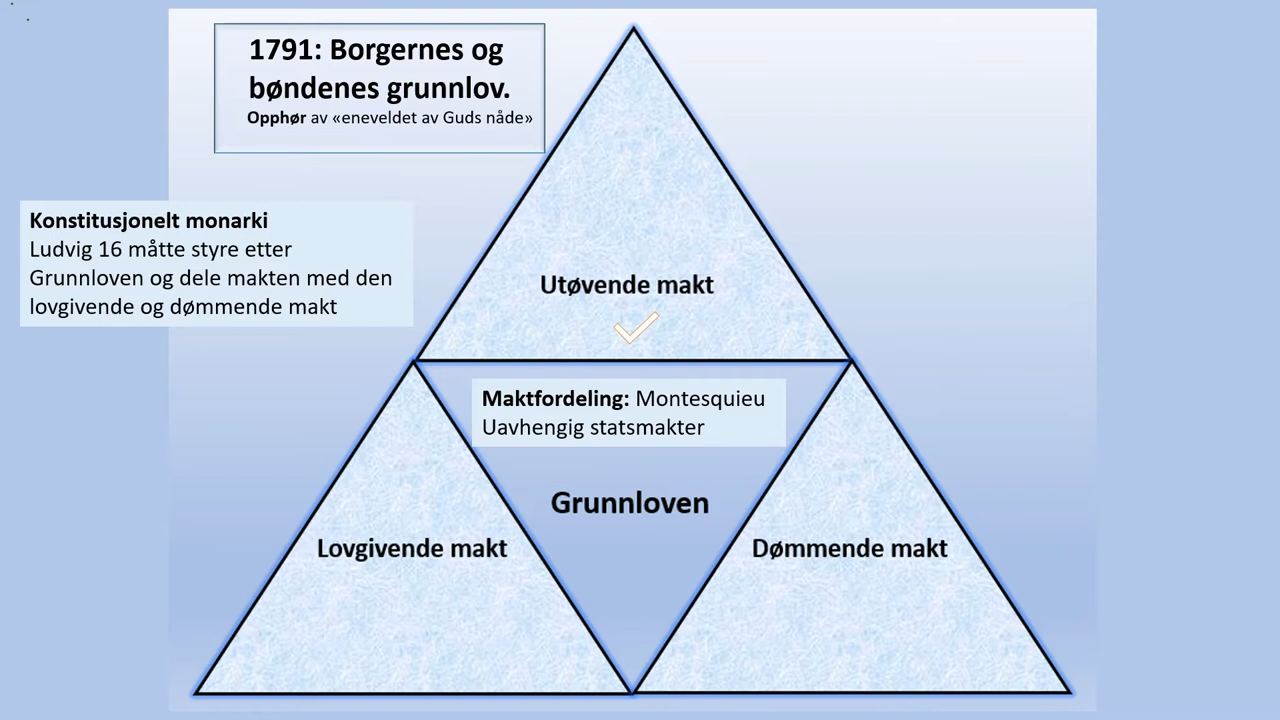 1791: Borgernes og
bøndenes grunnlov.
Opphør av «eneveldet av Guds nåde»
Konstitusjonelt monarki
Ludvig 16 måtte styre etter
Grunnloven og dele makten med den
lovgivende og dømmende makt
Utøvende makt
Maktfordeling: Montesquieu
Uavhengig statsmakter
Grunnloven
Lovgivende makt
Dømmende makt